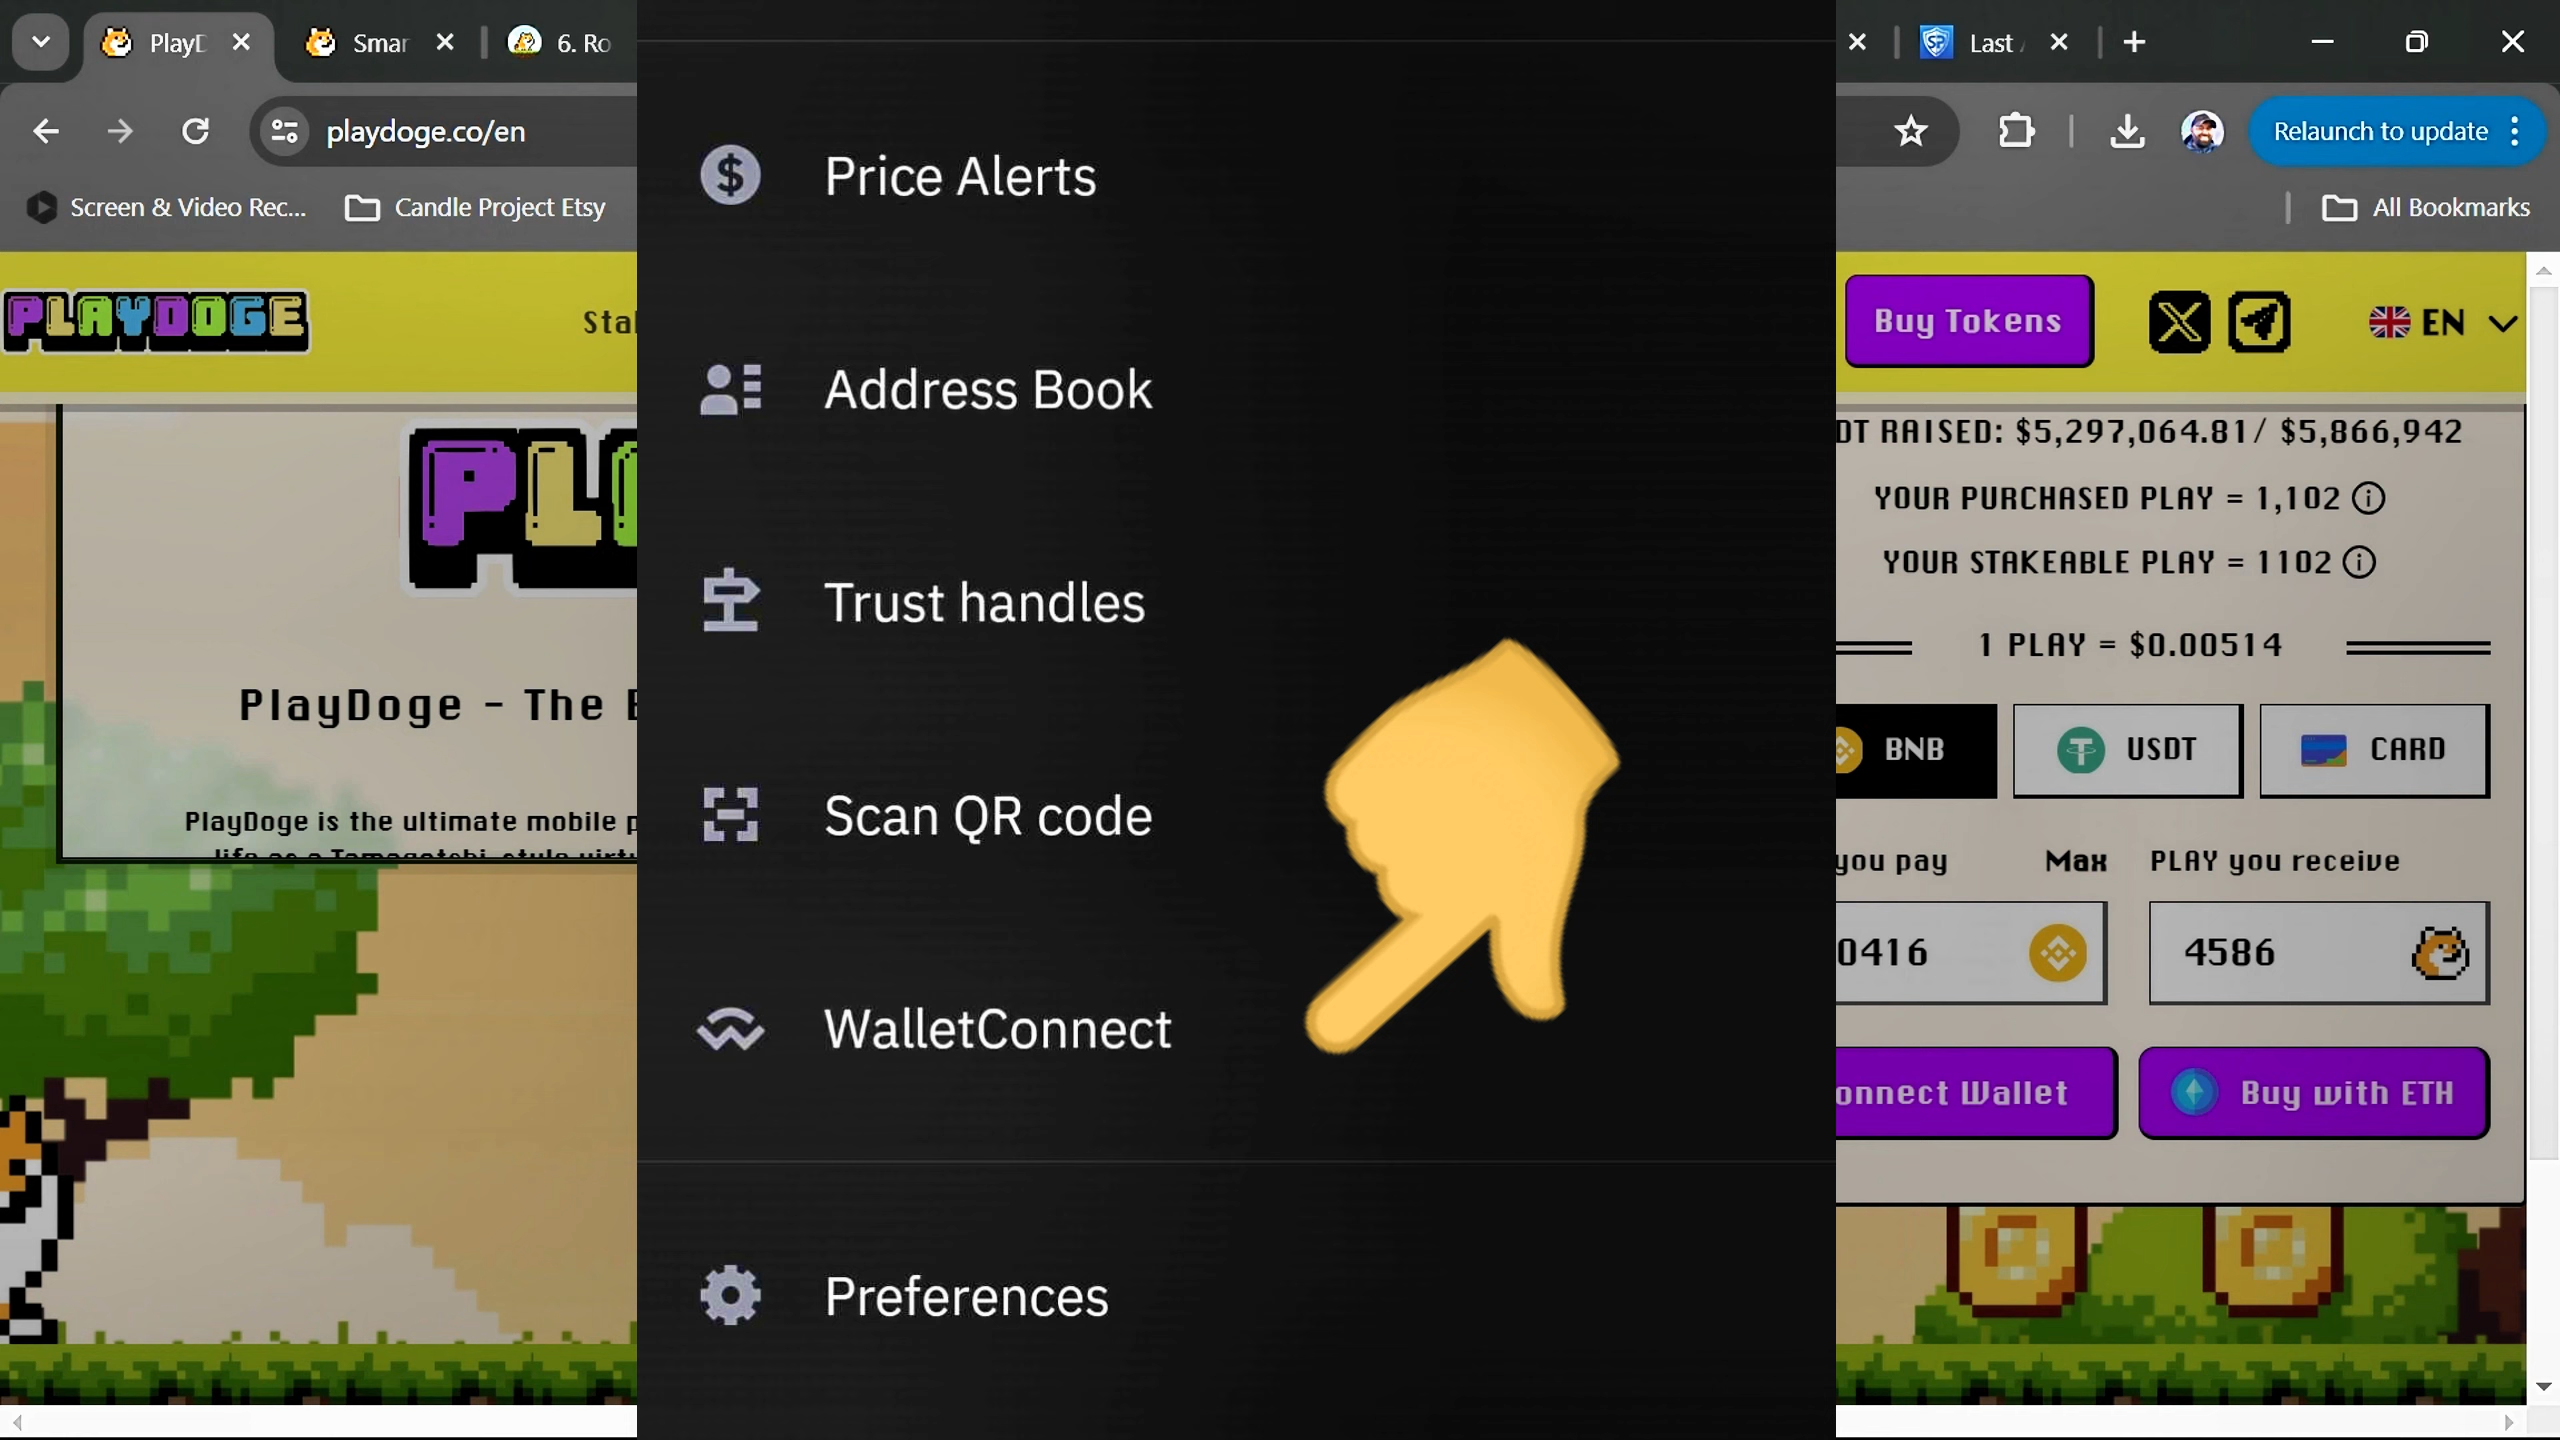 PlayD
Smar
6. Ro
Last
playdoge.co/en
Relaunch to update
Screen & Video Rec...
Candle Project Etsy
All Bookmarks
PLAYDOGE
Buy Tokens
EN
PlayDoge - The
PlayDoge is the ultimate mobile
Price Alerts
Address Book
Trust handles
Scan QR code
WalletConnect
Preferences
RAISED: $5,297,064.81/ $5,866,942
YOUR PURCHASED PLAY = 1,102
YOUR STAKEABLE PLAY = 1102
1 PLAY = $0.00514
BNB
USDT
CARD
you pay
Max
PLAY you receive
0416
4586
onnect Wallet
Buy with ETH